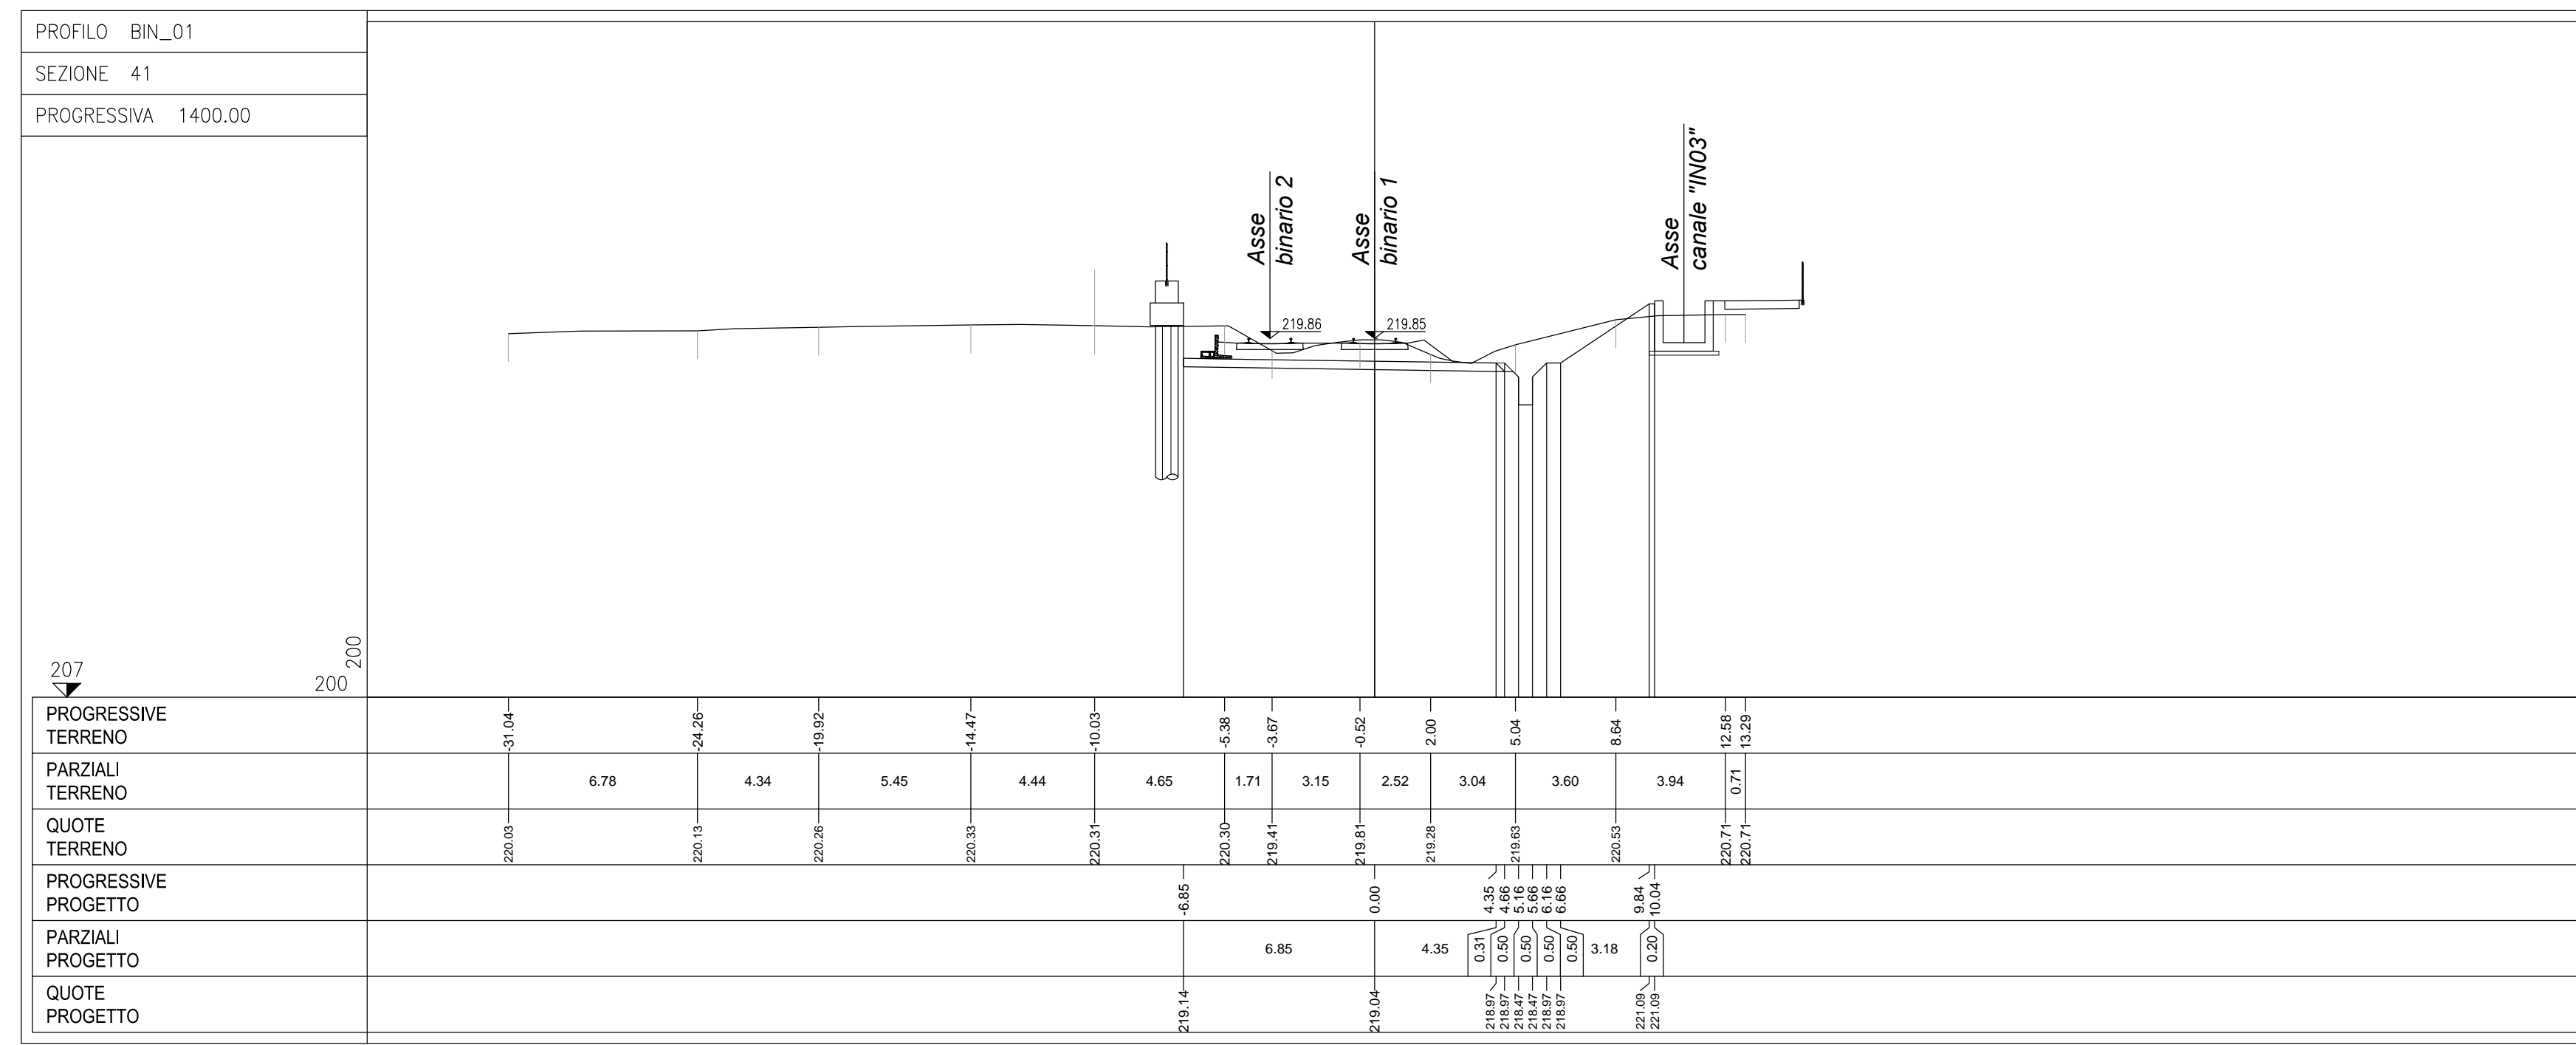 PROFILO BIN_01
SEZIONE 41
PROGRESSIVA 1400.00
Asse
binario 2
Asse
binario 1
Asse
canale "IN03"
219.86
219.85
207
200
200
PROGRESSIVE
TERRENO
-31.04 -24.26 -19.92 -14.47 -10.03 -5.38 -3.67 -0.52 2.00 5.04 8.64 12.58 13.29
PARZIALI
TERRENO
6.78 4.34 5.45 4.44 4.65 1.71 3.15 2.52 3.04 3.60 3.94 0.71
QUOTE
TERRENO
220.03 220.13 220.26 220.33 220.31 220.30 219.41 219.81 219.28 219.63 220.53 220.71 220.71
PROGRESSIVE
PROGETTO
-6.85 0.00 4.35 4.66 5.16 5.66 6.16 6.66 9.84 10.04
PARZIALI
PROGETTO
6.85 4.35 0.31 0.50 0.50 0.50 0.50 3.18 0.20
QUOTE
PROGETTO
219.14 219.04 218.97 218.97 218.47 218.47 218.97 218.97 221.09 221.09